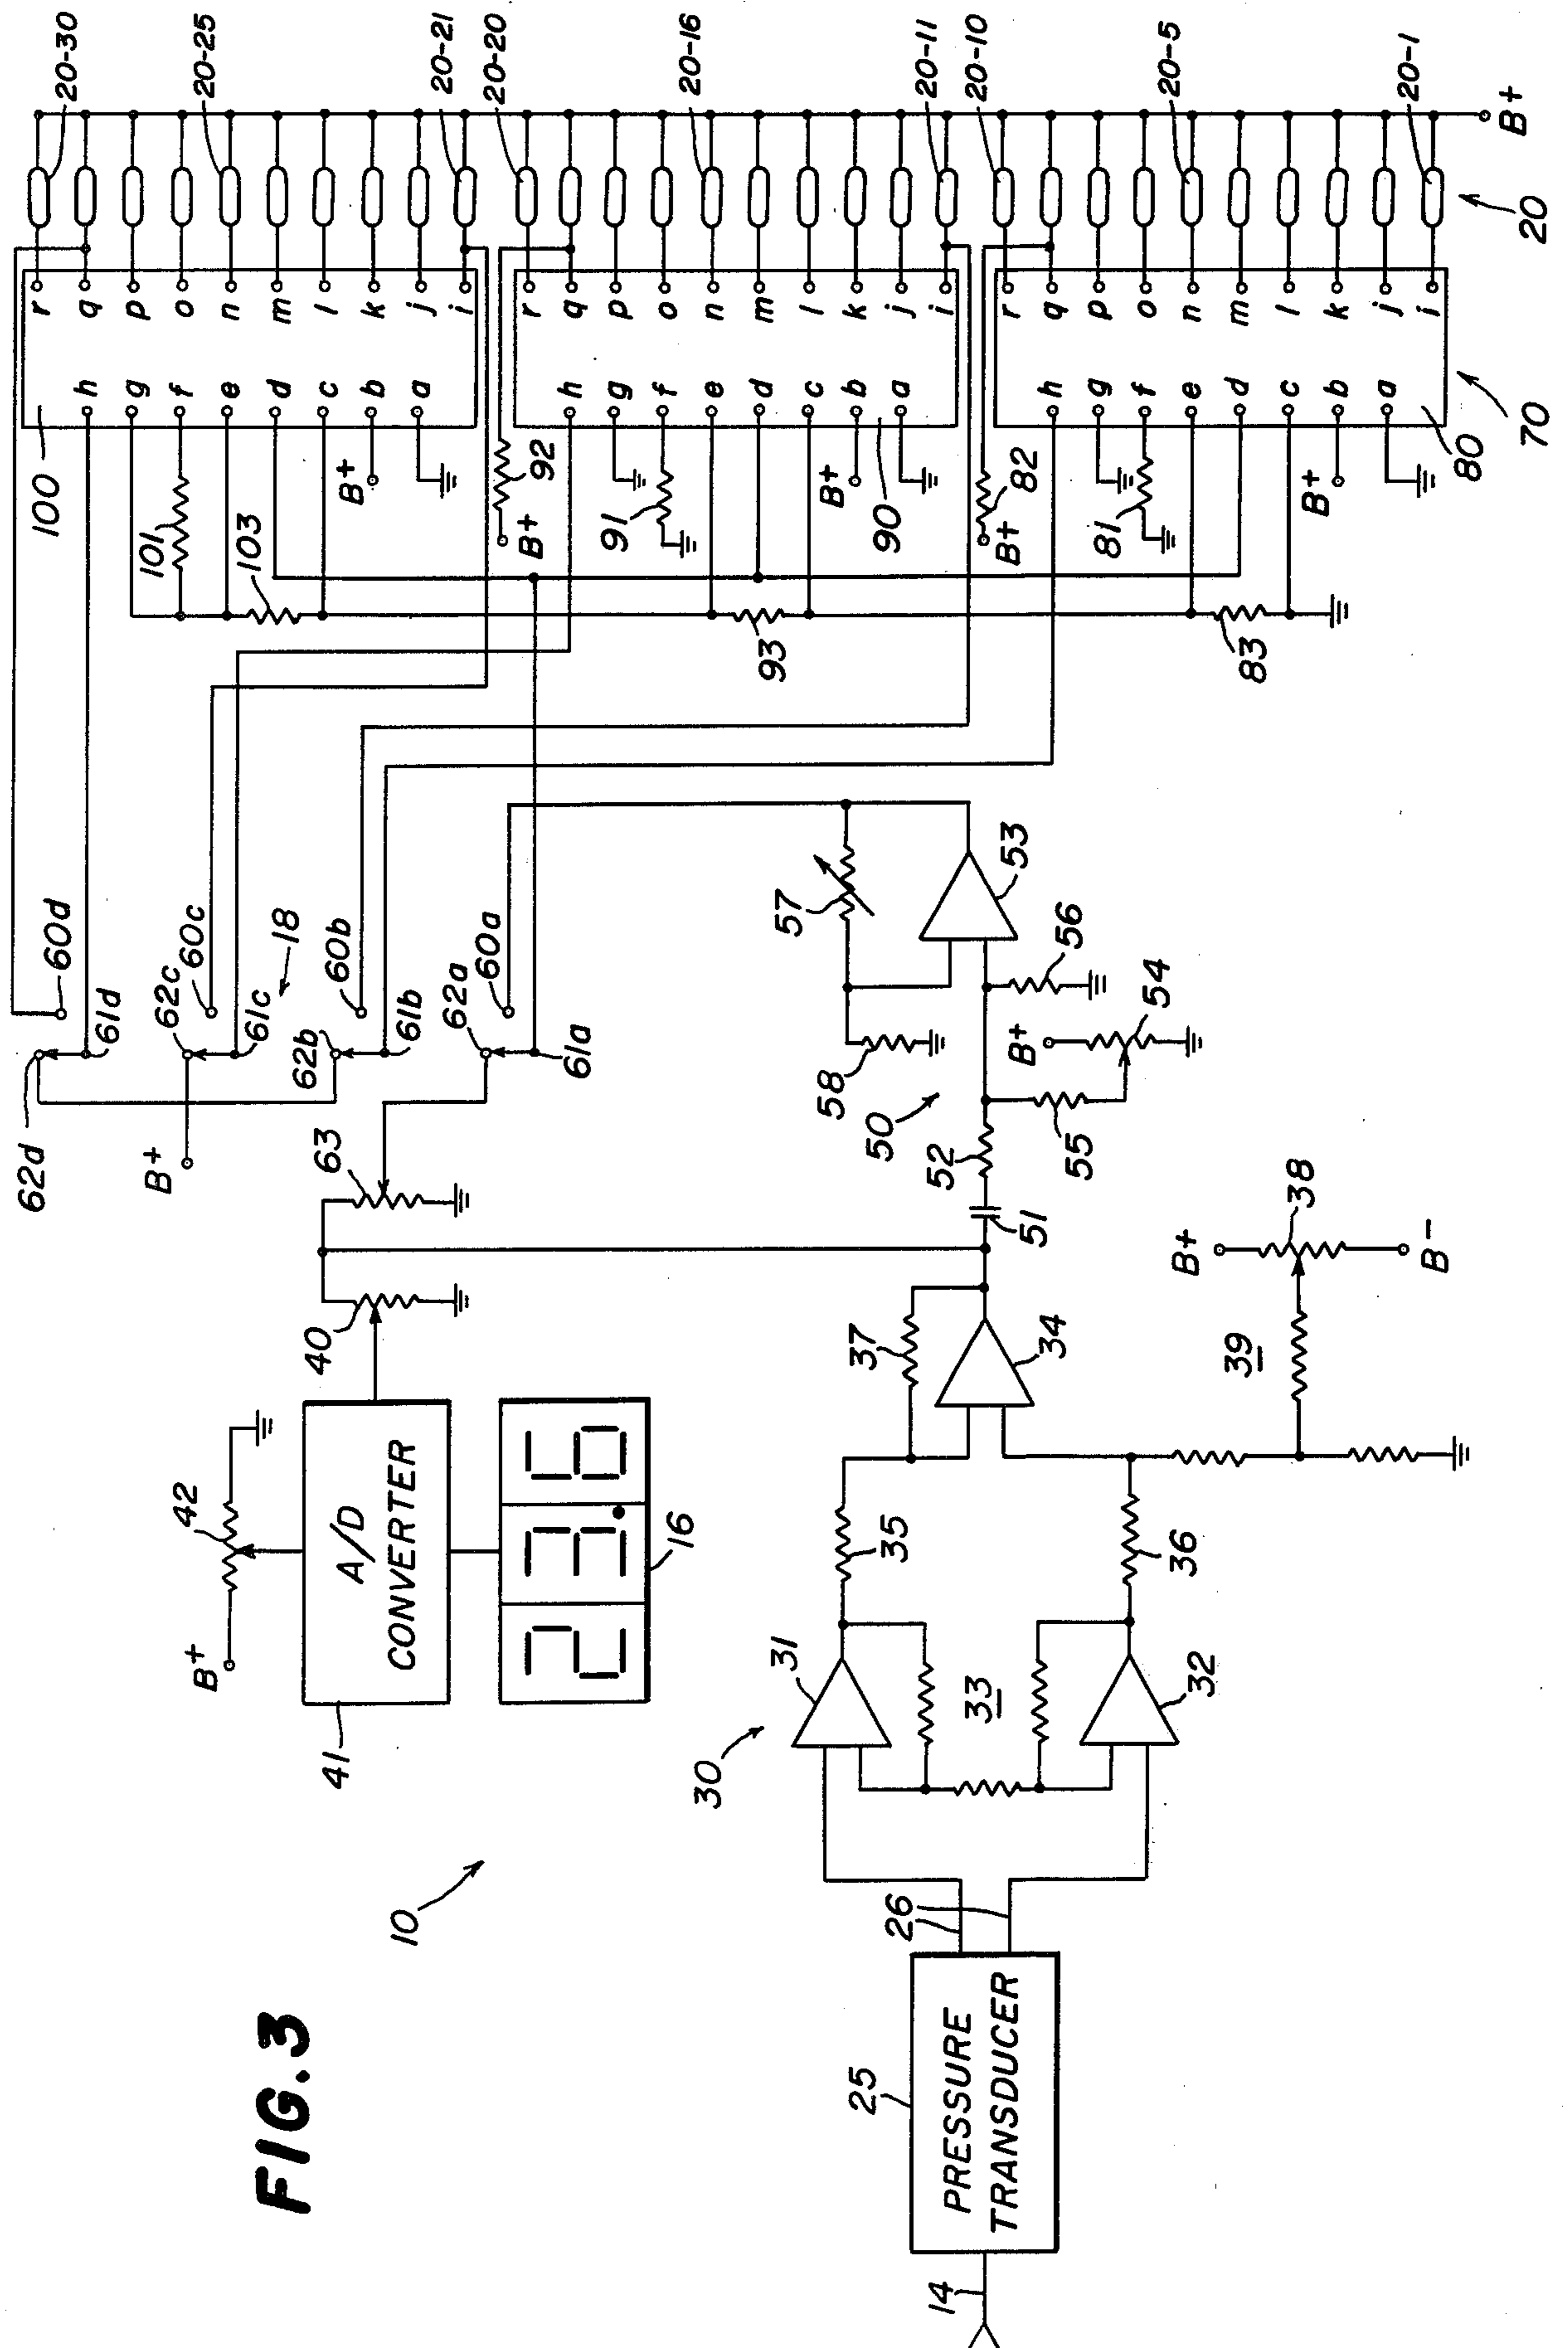 FIG.3
10
14
25
PRESSURE
TRANSDUCER
26
30
31
32
33
35
36
37
34
39
38
B+
B-
B+
42
41
A/D
CONVERTER
23.6
16
40
63
51
52
50
55
54
B+
56
58
57
53
62d
B+
61d
60d
62c
60c
61c
18
62b
60b
61b
62a
60a
61a
100
101
103
B+
h
g
f
e
d
c
b
a
r
q
p
o
n
m
l
k
j
i
92
B+
91
93
B+
90
h
g
f
e
d
c
b
a
r
q
p
o
n
m
l
k
j
i
82
B+
81
83
B+
80
70
h
g
f
e
d
c
b
a
r
q
p
o
n
m
l
k
j
i
20-30
20-25
20-21
20-20
20-16
20-11
20-10
20-5
20-1
B+
20